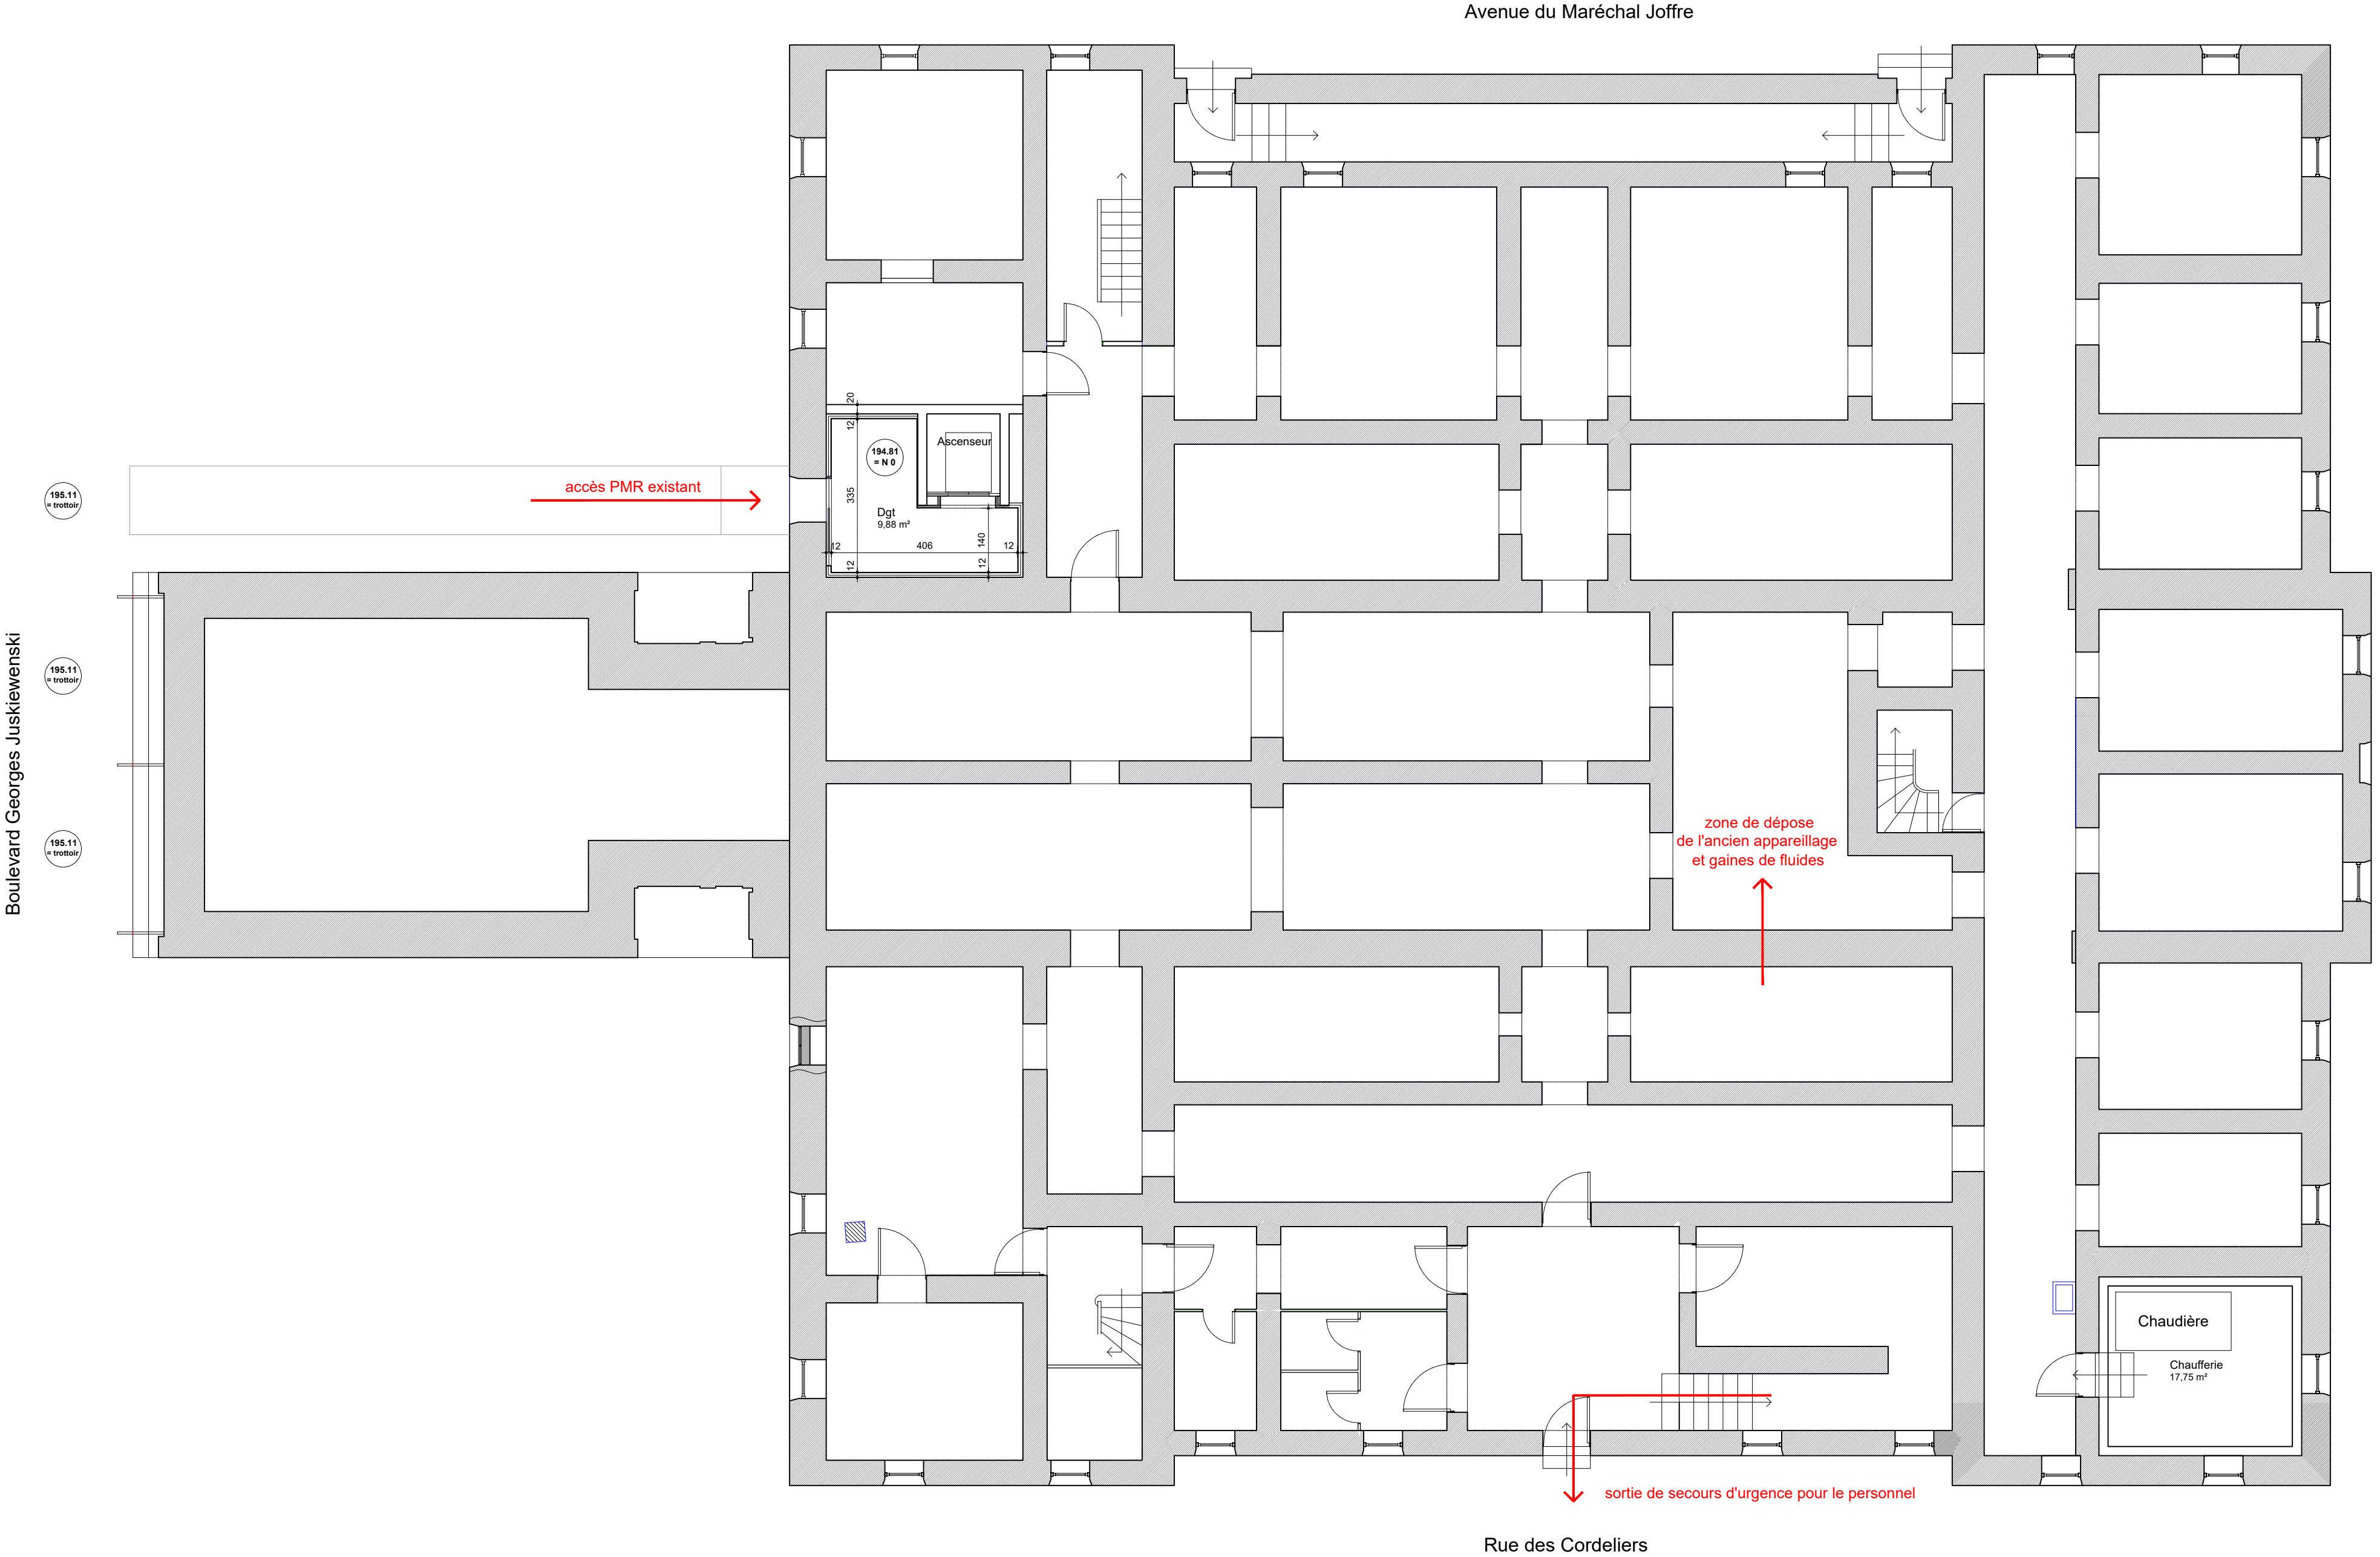 Avenue du Maréchal Joffre
20
12
Ascenseur
194.81
= N 0
accès PMR existant
195.11
= trottoir
335
Dgt
9,88 m²
140
12
406
12
12
12
Boulevard Georges Juskiewenski
195.11
= trottoir
195.11
= trottoir
zone de dépose
de l'ancien appareillage
et gaines de fluides
Chaudière
Chaufferie
17,75 m²
sortie de secours d'urgence pour le personnel
Rue des Cordeliers